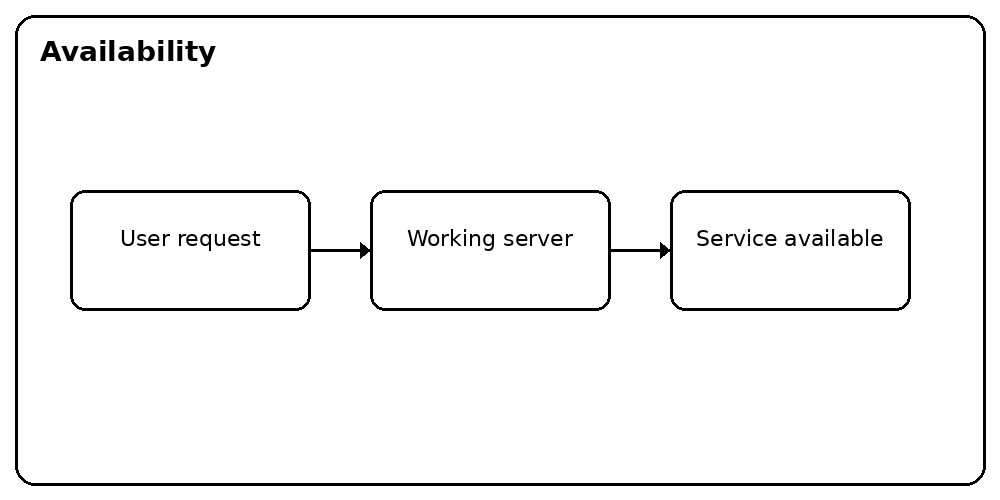 Availability
User request
Working server
Service available